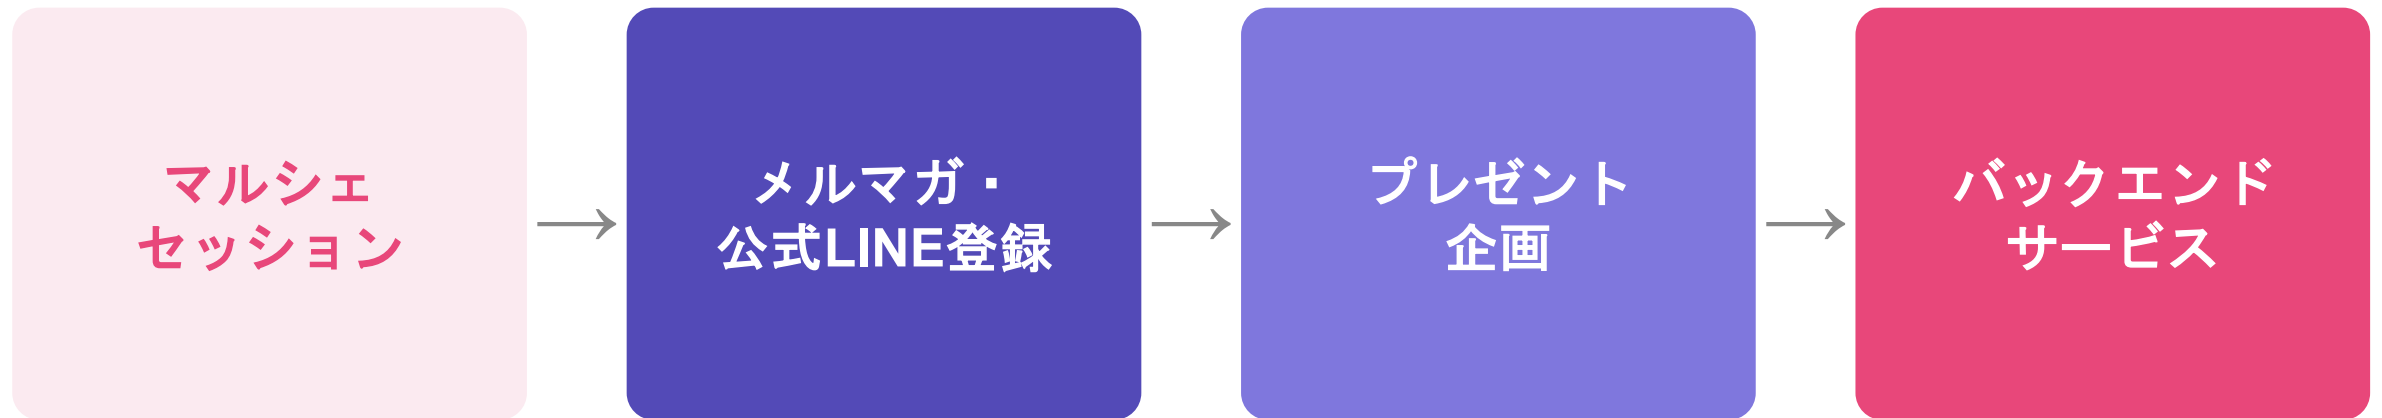 マルシェ
セッション
→
メルマガ・
公式LINE登録
→
プレゼント
企画
→
バックエンド
サービス